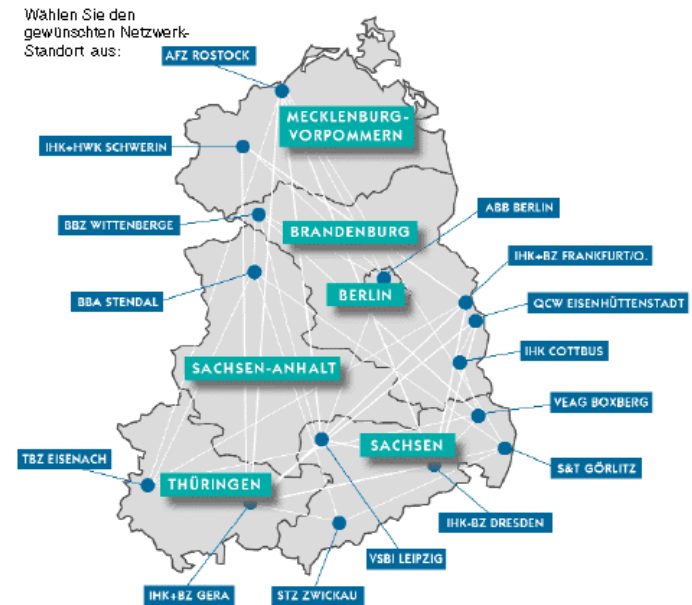 Wählen Sie den
gewünschten Netzwerk-
Standort aus:
AFZ ROSTOCK
MECKLENBURG-
VORPOMMERN
IHK+HWK SCHWERIN
ABB BERLIN
BBZ WITTENBERGE
BRANDENBURG
IHK+BZ FRANKFURT/O.
BERLIN
BBA STENDAL
QCW EISENHÜTTENSTADT
IHK COTTBUS
SACHSEN-ANHALT
VEAG BOXBERG
SACHSEN
TBZ EISENACH
S&T GÖRLITZ
THÜRINGEN
IHK-BZ DRESDEN
VSBI LEIPZIG
IHK+BZ GERA
STZ ZWICKAU